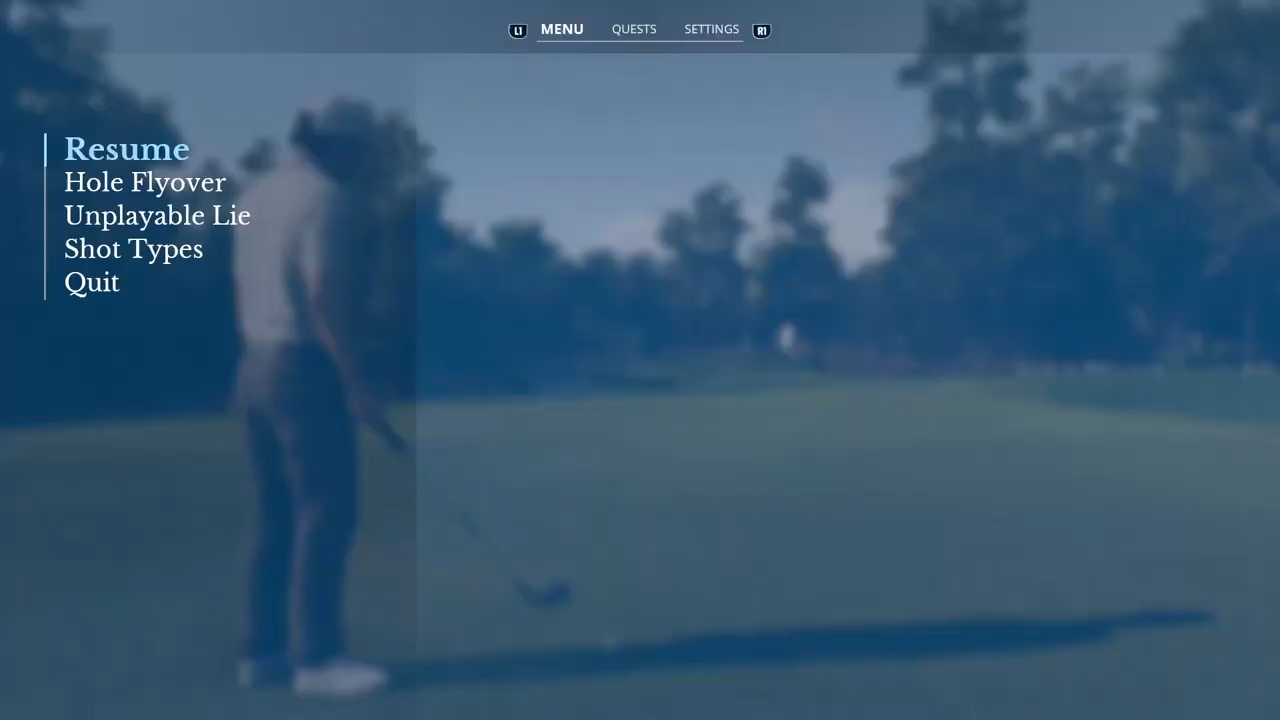 L1 MENU QUESTS SETTINGS R1
Resume
Hole Flyover
Unplayable Lie
Shot Types
Quit